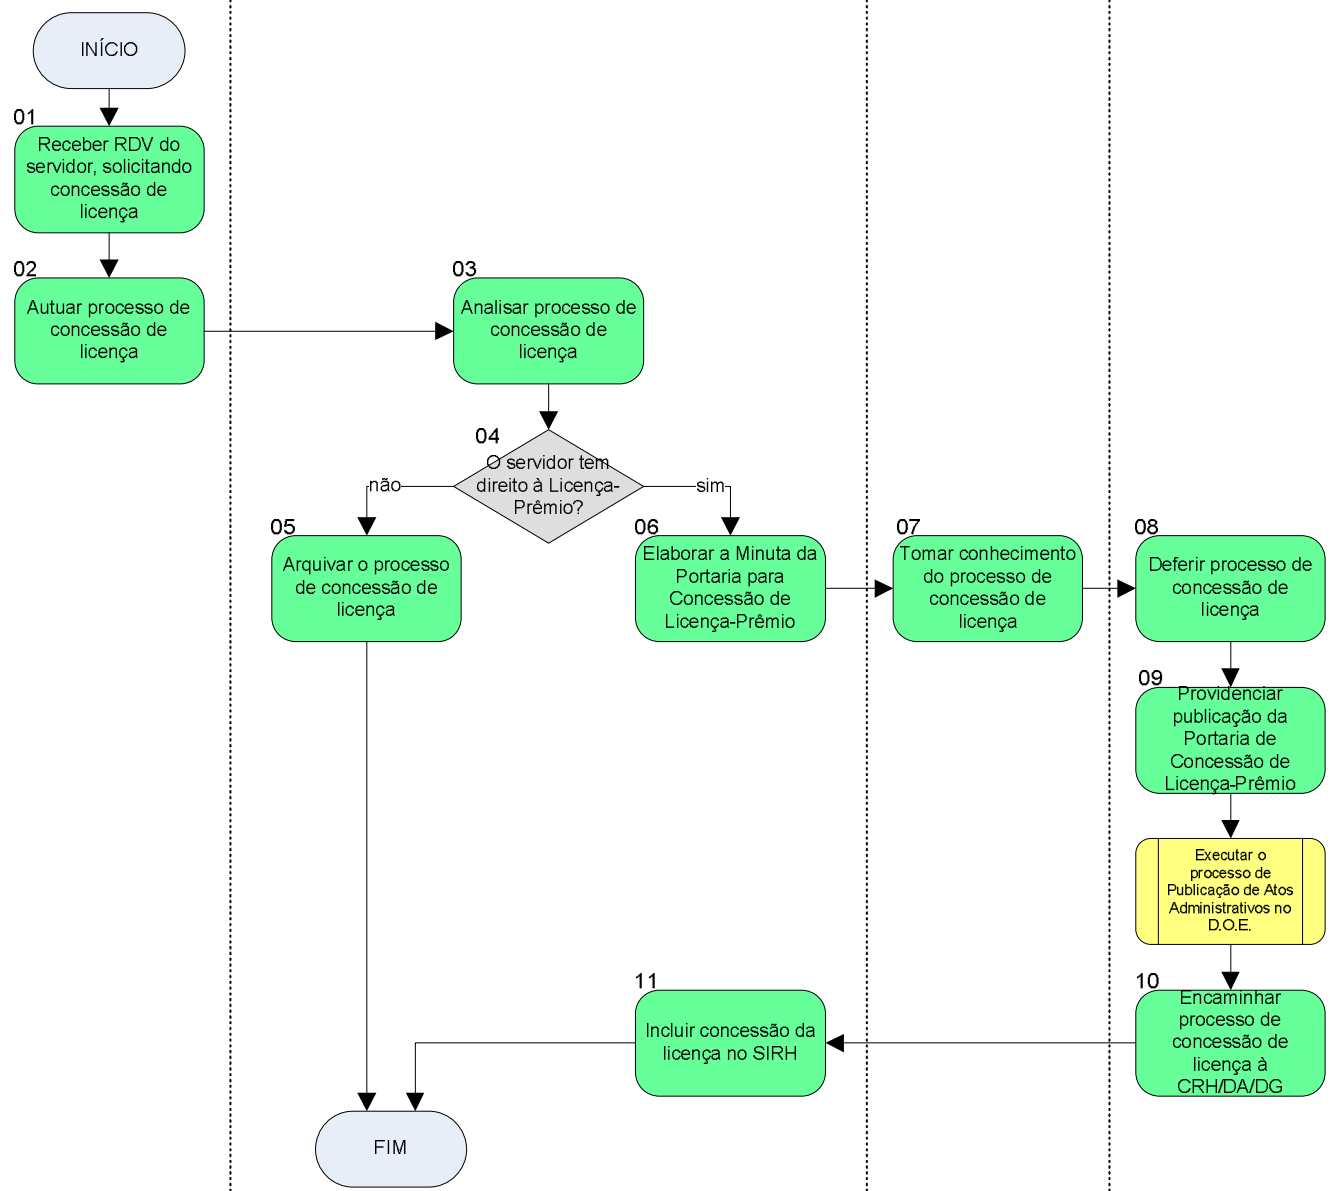 INÍCIO
01
Receber RDV do
servidor, solicitando
concessão de
licença
02
Autuar processo de
concessão de
licença
03
Analisar processo de
concessão de
licença
04
O servidor tem
direito à Licença-
Prêmio?
não
sim
05
Arquivar o processo
de concessão de
licença
06
Elaborar a Minuta da
Portaria para
Concessão de
Licença-Prêmio
07
Tomar conhecimento
do processo de
concessão de
licença
08
Deferir processo de
concessão de
licença
09
Providenciar
publicação da
Portaria de
Concessão de
Licença-Prêmio
Executar o
processo de
Publicação de Atos
Administrativos no
D.O.E.
10
Encaminhar
processo de
concessão de
licença à
CRH/DA/DG
11
Incluir concessão da
licença no SIRH
FIM